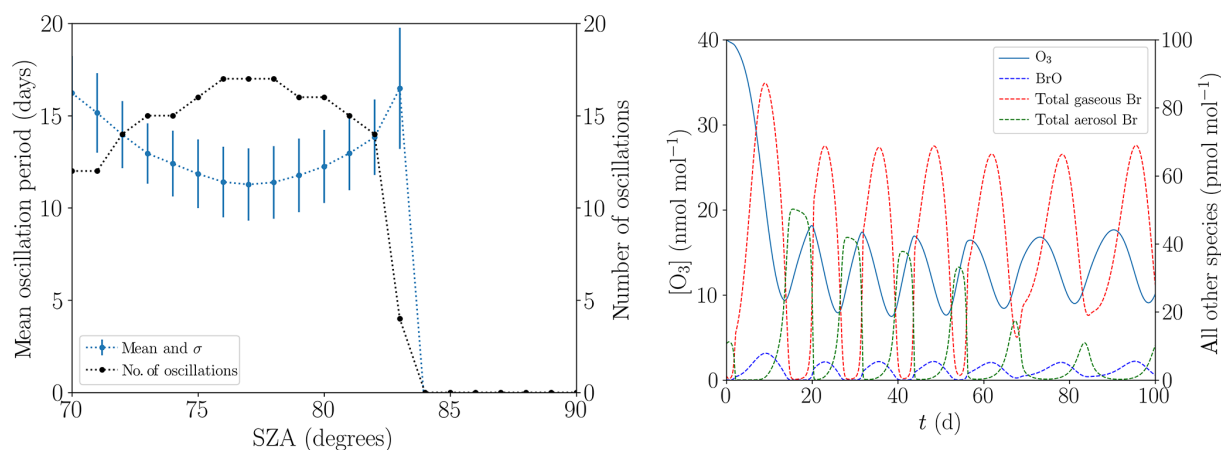 20
15
10
5
0
Mean oscillation period (days)
Mean and σ
No. of oscillations
20
15
10
5
0
Number of oscillations
70 75 80 85 90
SZA (degrees)
40
30
20
10
0
[O₃] (nmol mol⁻¹)
O₃
BrO
Total gaseous Br
Total aerosol Br
100
80
60
40
20
0
All other species (pmol mol⁻¹)
0 20 40 60 80 100
t (d)